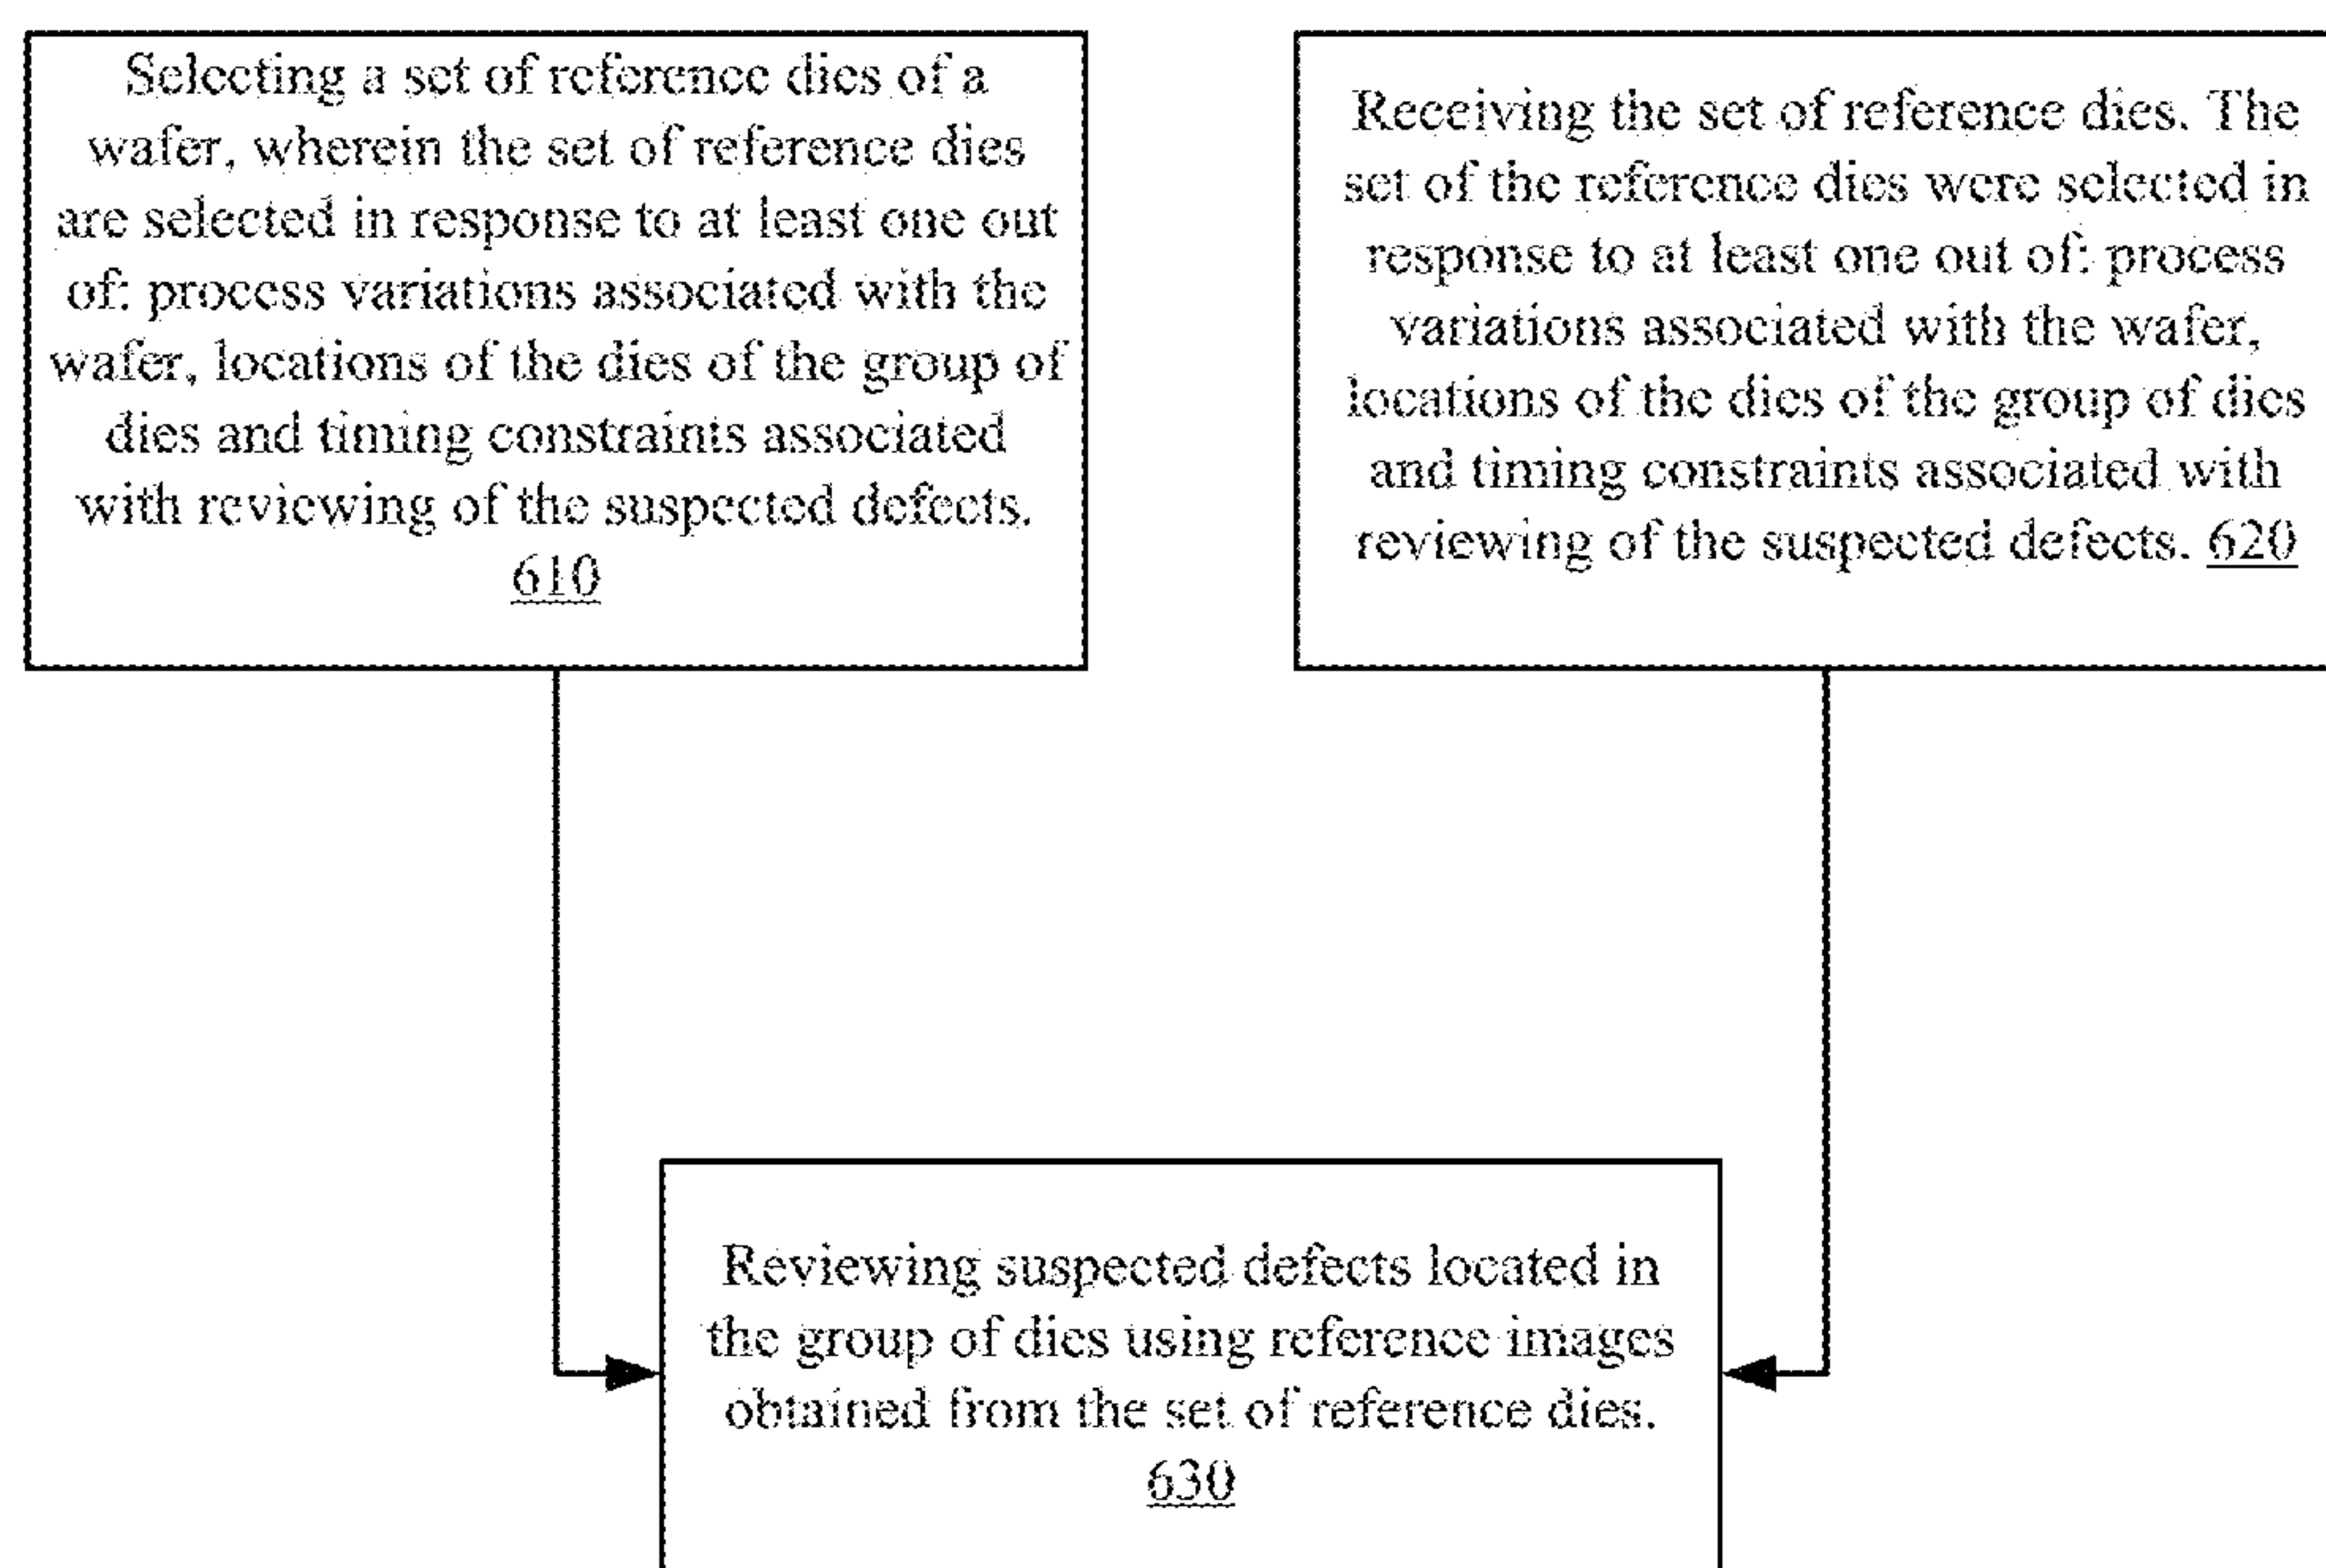 Selecting a set of reference dies of a
wafer, wherein the set of reference dies
are selected in response to at least one out
of: process variations associated with the
wafer, locations of the dies of the group of
dies and timing constraints associated
with reviewing of the suspected defects.
610
Receiving the set of reference dies. The
set of the reference dies were selected in
response to at least one out of: process
variations associated with the wafer,
locations of the dies of the group of dies
and timing constraints associated with
reviewing of the suspected defects. 620
Reviewing suspected defects located in
the group of dies using reference images
obtained from the set of reference dies.
630